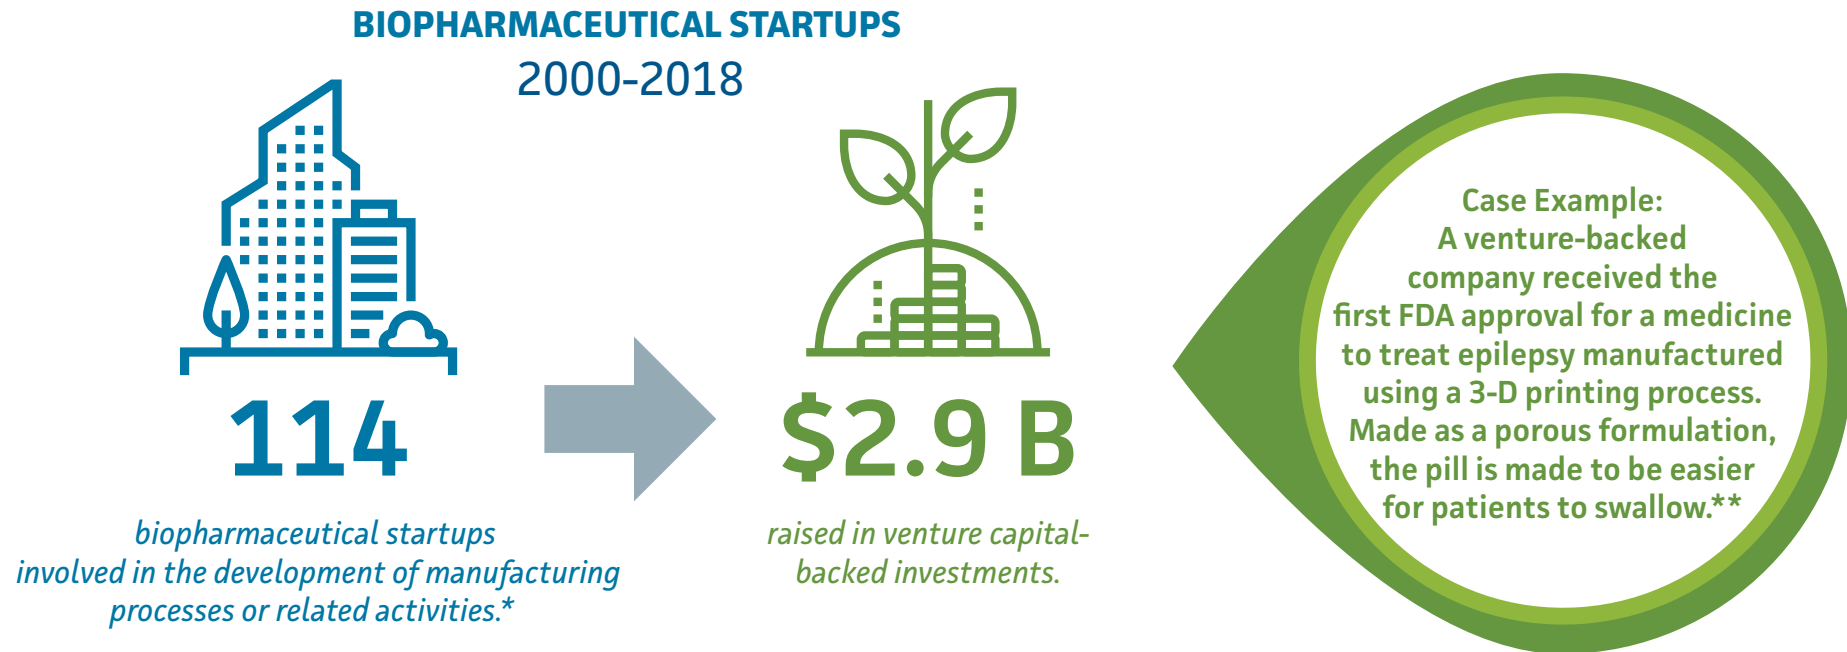 BIOPHARMACEUTICAL STARTUPS
2000-2018
114
biopharmaceutical startups
involved in the development of manufacturing
processes or related activities.*
$2.9 B
raised in venture capital-
backed investments.
Case Example:
A venture-backed
company received the
first FDA approval for a medicine
to treat epilepsy manufactured
using a 3-D printing process.
Made as a porous formulation,
the pill is made to be easier
for patients to swallow.**